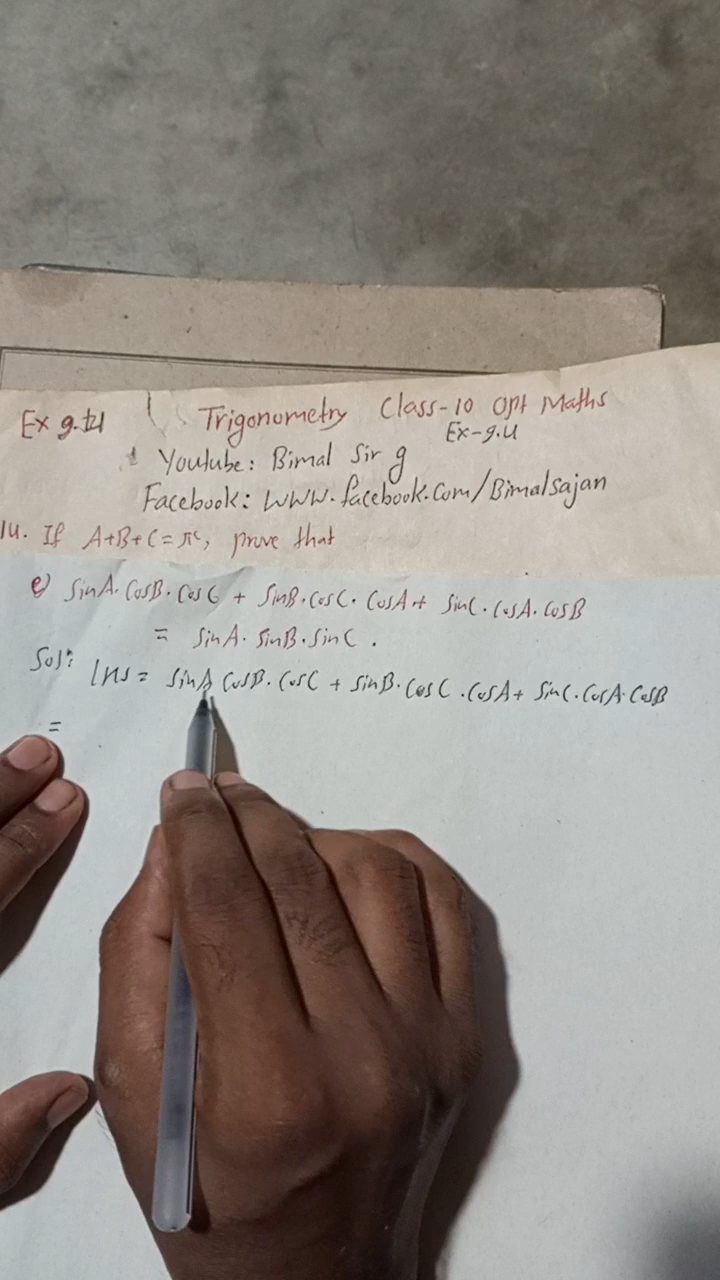 Ex 9.4 Trigonometry Class-10 Opt Maths
Ex-9.4
Youtube: Bimal Sir g
Facebook: WWW.facebook.Com/Bimalsajan
14. If A+B+C=πᶜ, prove that
e) SinA.CosB.CosC + SinB.CosC.CosA+ SinC.CosA.CosB
= SinA.SinB.SinC.
Solⁿ: LHS = SinA CosB.CosC + SinB.CosC.CosA+ SinC.CosA.CosB
=